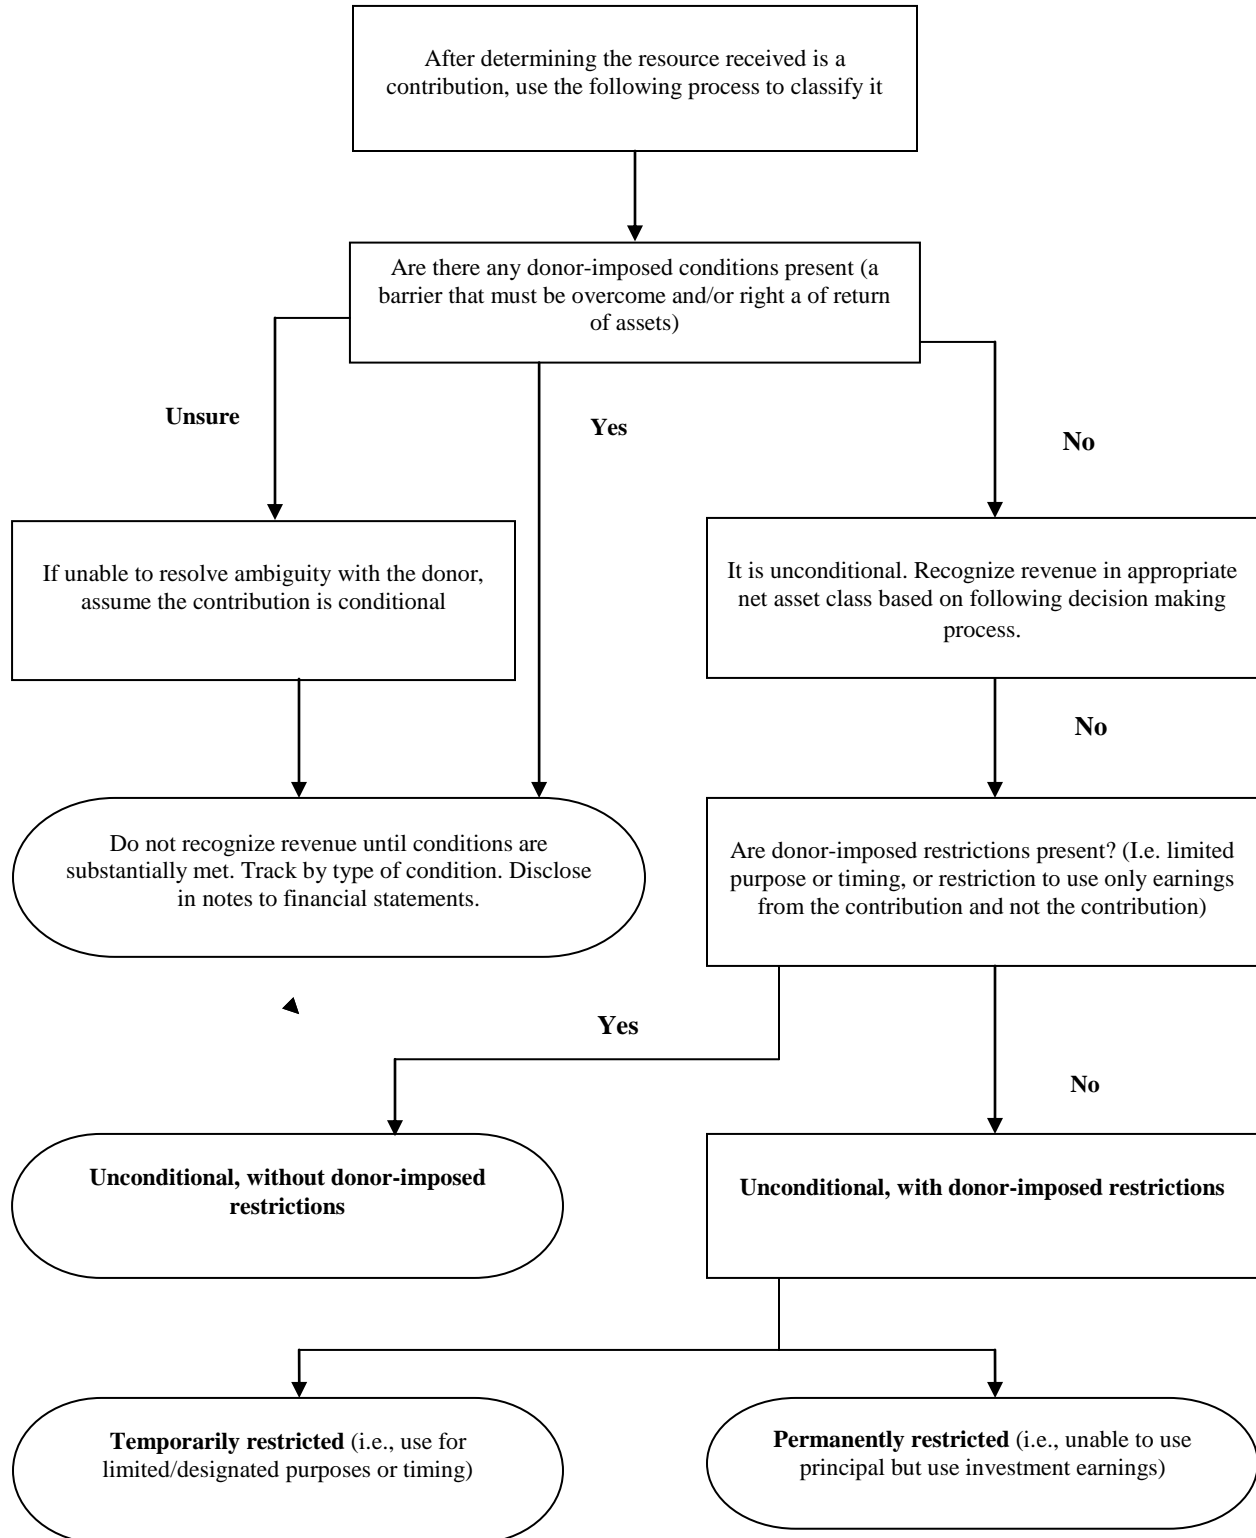 After determining the resource received is a
contribution, use the following process to classify it
Are there any donor-imposed conditions present (a
barrier that must be overcome and/or right a of return
of assets)
Unsure
Yes
No
If unable to resolve ambiguity with the donor,
assume the contribution is conditional
It is unconditional. Recognize revenue in appropriate
net asset class based on following decision making
process.
No
Do not recognize revenue until conditions are
substantially met. Track by type of condition. Disclose
in notes to financial statements.
Are donor-imposed restrictions present? (I.e. limited
purpose or timing, or restriction to use only earnings
from the contribution and not the contribution)
Yes
No
Unconditional, without donor-imposed
restrictions
Unconditional, with donor-imposed restrictions
Temporarily restricted (i.e., use for
limited/designated purposes or timing)
Permanently restricted (i.e., unable to use
principal but use investment earnings)